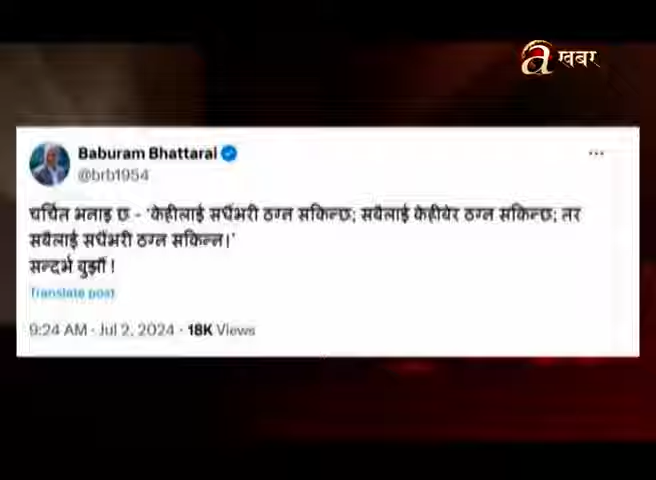 a खबर
Baburam Bhattarai
@brb1954
चर्चित भनाइ छ - 'केहीलाई सधैँभरी ठग्न सकिन्छ; सबैलाई केहीबेर ठग्न सकिन्छ; तर
सबैलाई सधैँभरी ठग्न सकिन्न।'
सन्दर्भ बुझौं !
Translate post
9:24 AM · Jul 2, 2024 · 18K Views